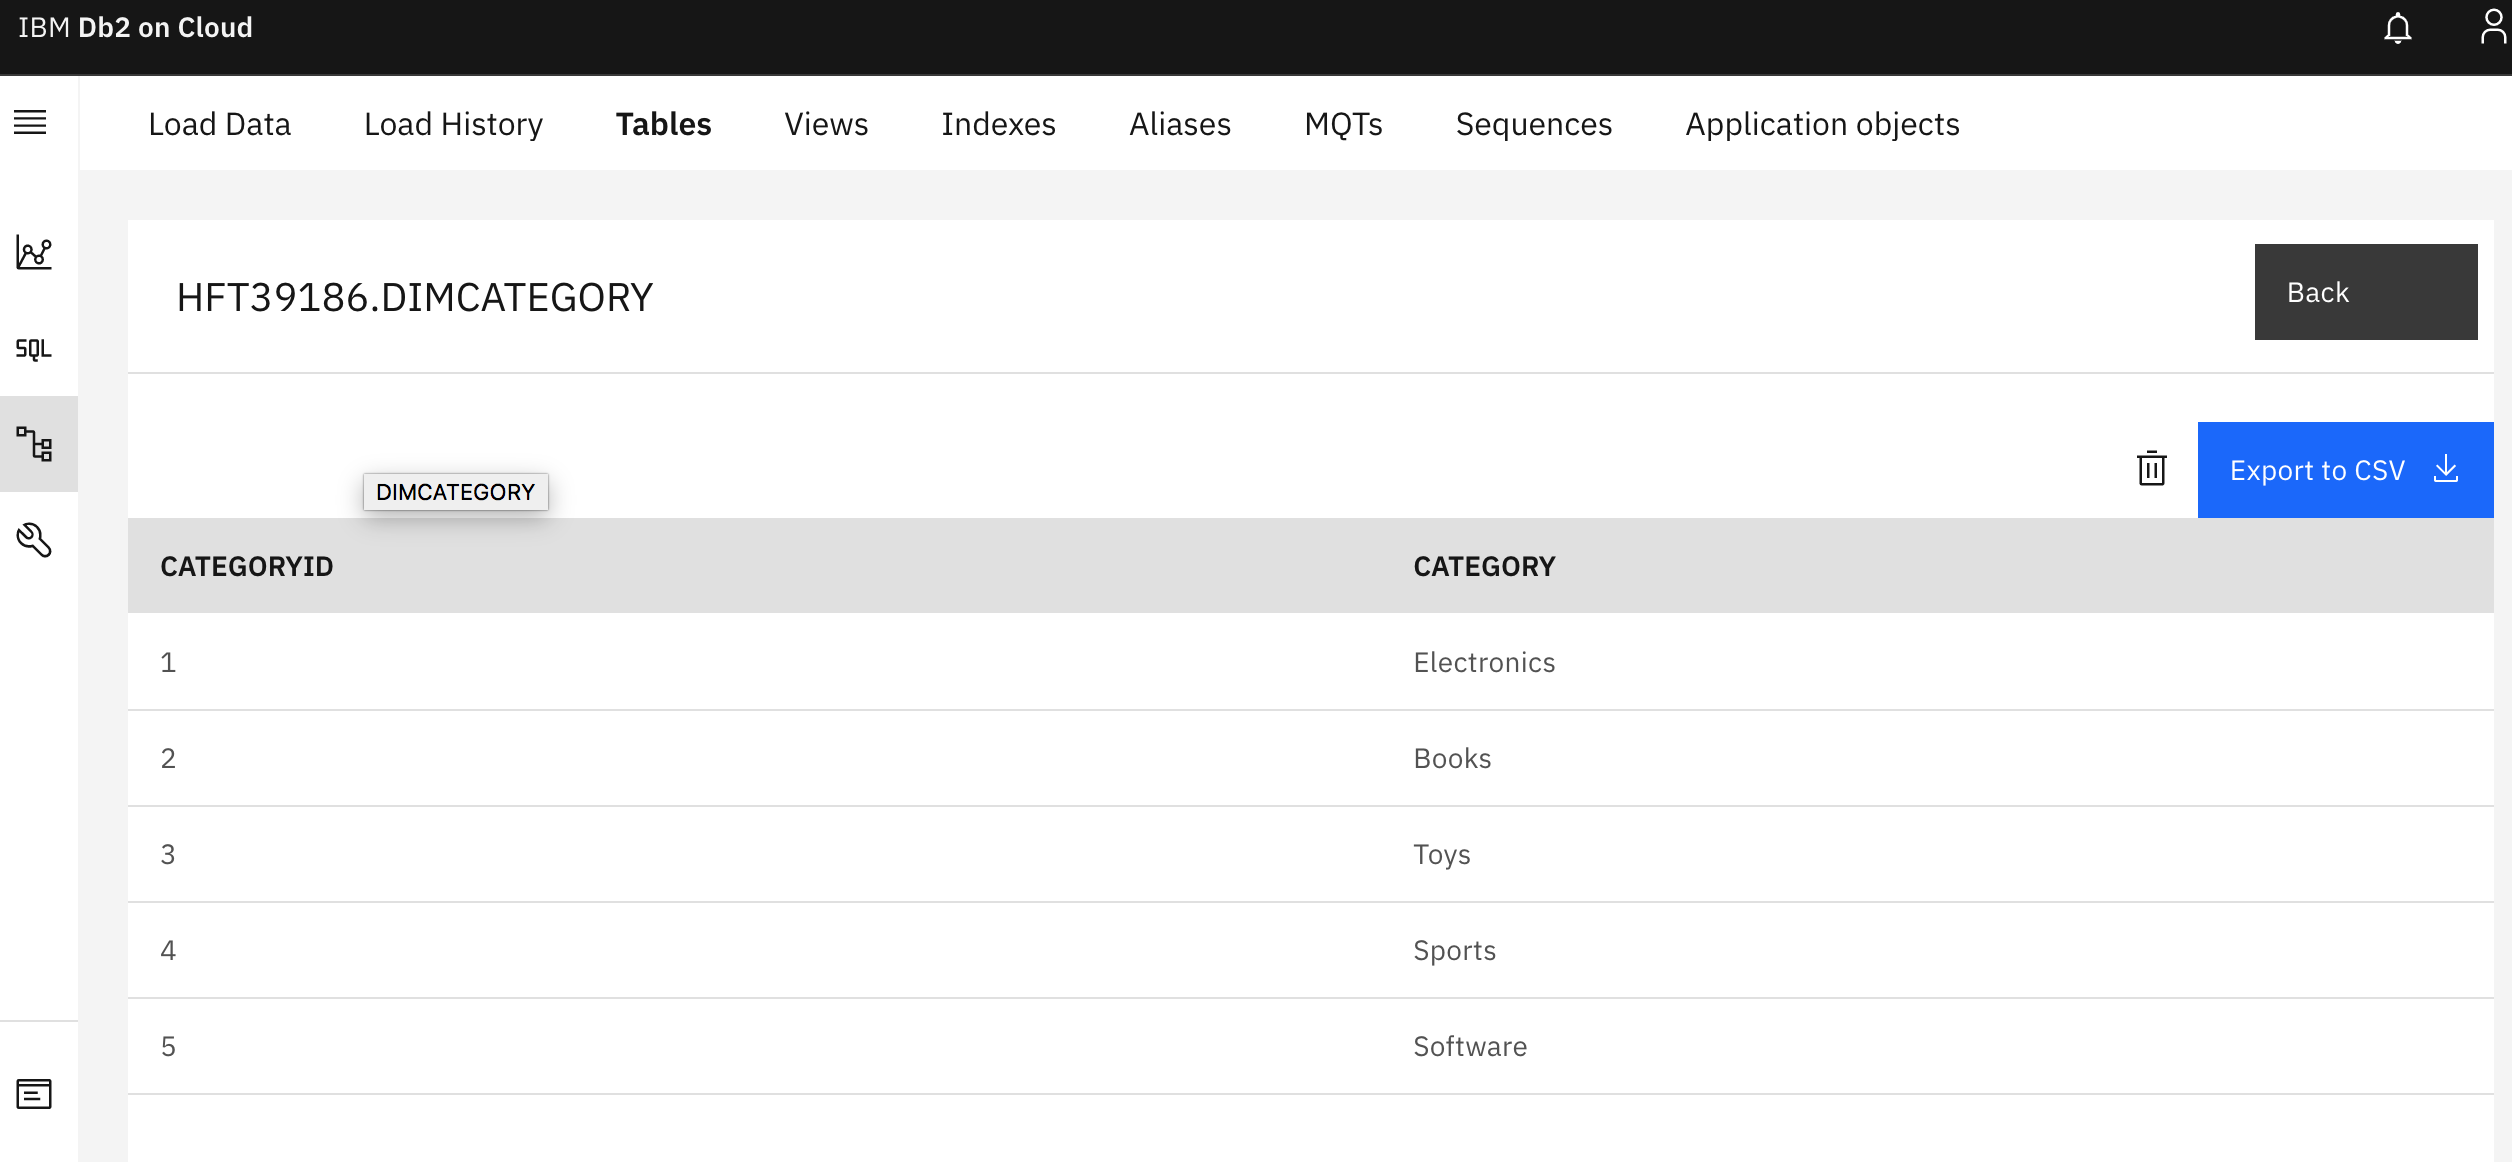 IBM Db2 on Cloud
Load Data Load History Tables Views Indexes Aliases MQTs Sequences Application objects
HFT39186.DIMCATEGORY
Back
SQL
DIMCATEGORY
Export to CSV
CATEGORYID CATEGORY
1 Electronics
2 Books
3 Toys
4 Sports
5 Software